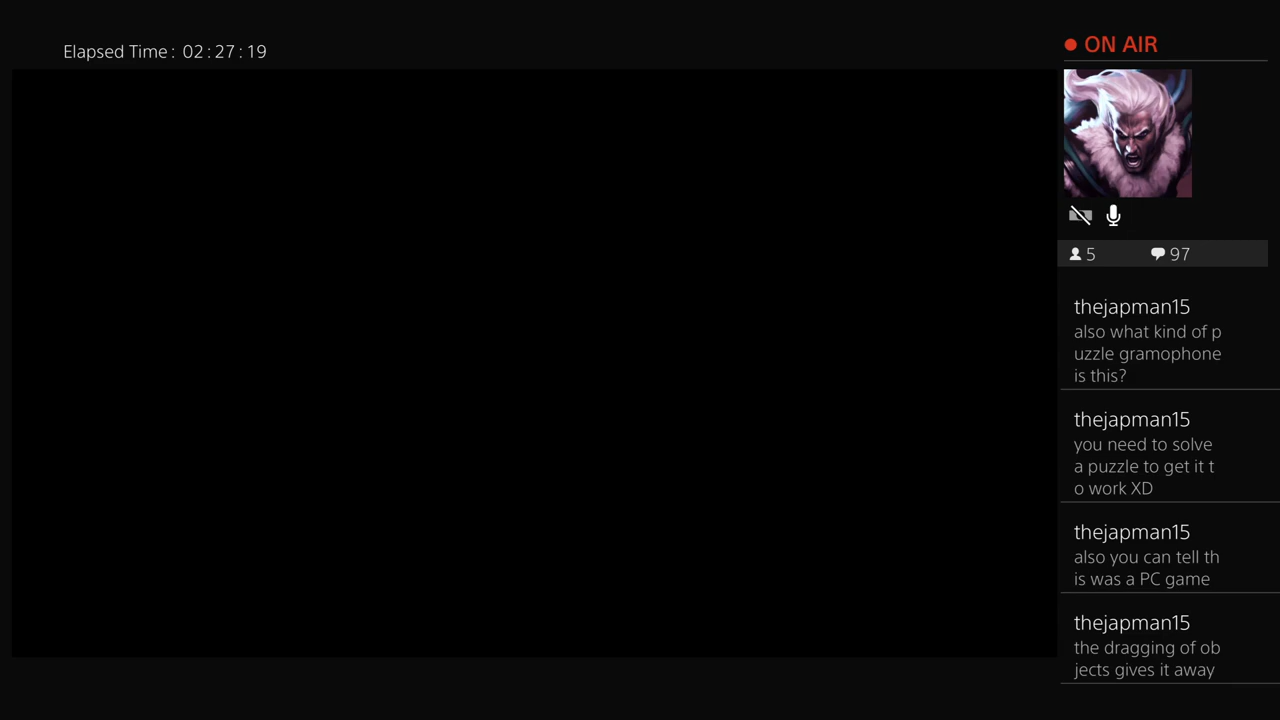 Elapsed Time: 02:27:19
ON AIR
5 97
thejapman15
also what kind of p
uzzle gramophone
is this?
thejapman15
you need to solve
a puzzle to get it t
o work XD
thejapman15
also you can tell th
is was a PC game
thejapman15
the dragging of ob
jects gives it away